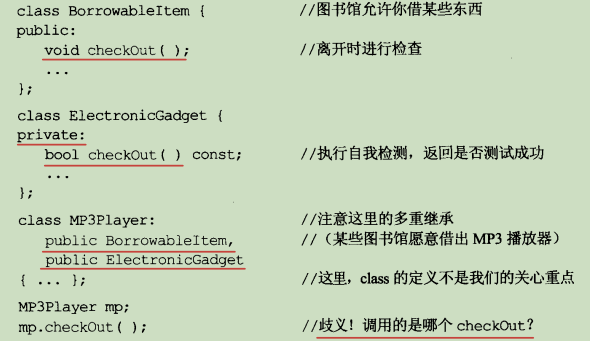 class BorrowableItem { //图书馆允许你借某些东西
public:
void checkOut( ); //离开时进行检查
...
};
class ElectronicGadget {
private:
bool checkOut( ) const; //执行自我检测，返回是否测试成功
...
};
class MP3Player: //注意这里的多重继承
public BorrowableItem, //（某些图书馆愿意借出 MP3 播放器）
public ElectronicGadget
{ ... }; //这里，class 的定义不是我们的关心重点
MP3Player mp;
mp.checkOut( ); //歧义！调用的是哪个 checkOut？